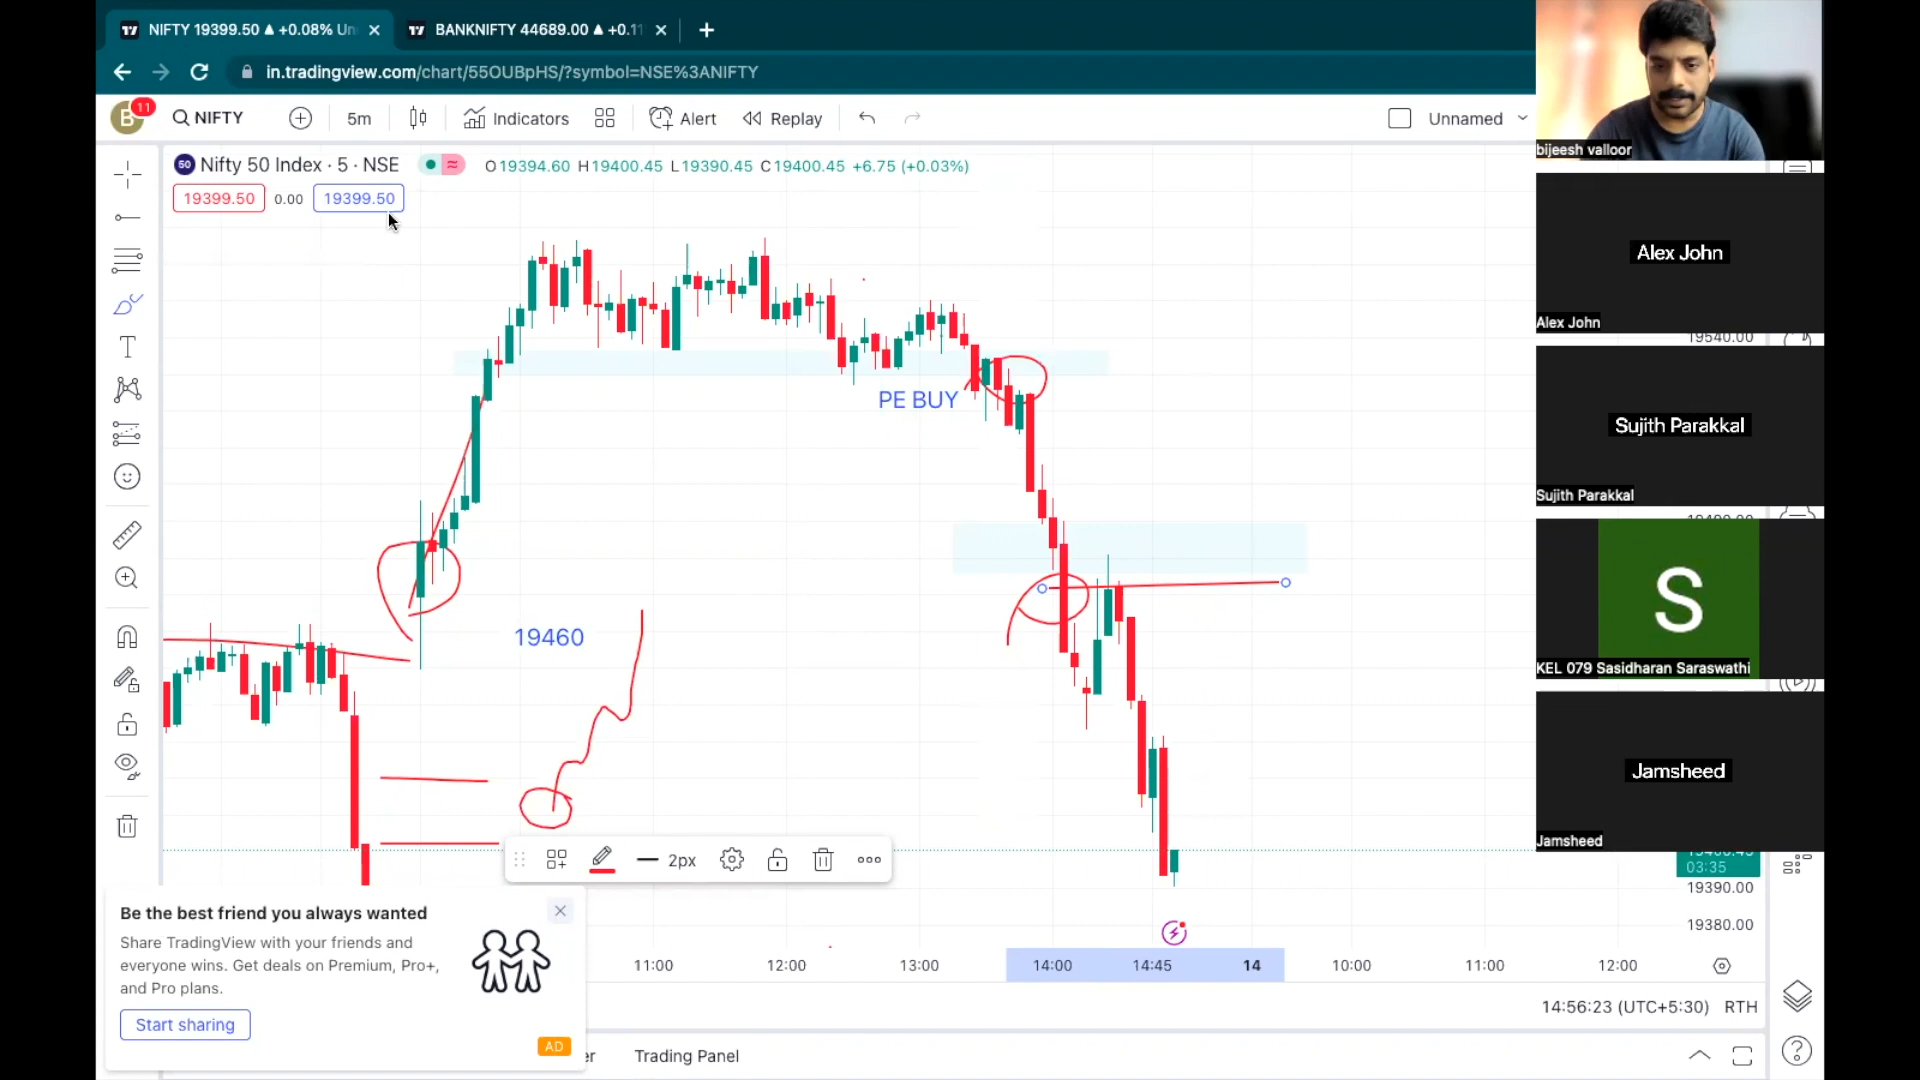 NIFTY 19399.50 ▲ +0.08% Un
BANKNIFTY 44689.00 ▲ +0.11
in.tradingview.com/chart/55OUBpHS/?symbol=NSE%3ANIFTY
B
11
NIFTY
5m
Indicators
Alert
Replay
Unnamed
50 Nifty 50 Index · 5 · NSE
O19394.60 H19400.45 L19390.45 C19400.45 +6.75 (+0.03%)
19399.50 0.00 19399.50
PE BUY
19460
2px
bijeesh valloor
Alex John
Alex John
19540.00
Sujith Parakkal
Sujith Parakkal
S
KEL 079 Sasidharan Saraswathi
Jamsheed
Jamsheed
03:35
19390.00
19380.00
Be the best friend you always wanted
Share TradingView with your friends and
everyone wins. Get deals on Premium, Pro+,
and Pro plans.
Start sharing
AD
11:00 12:00 13:00 14:00 14:45 14 10:00 11:00 12:00
14:56:23 (UTC+5:30) RTH
er
Trading Panel